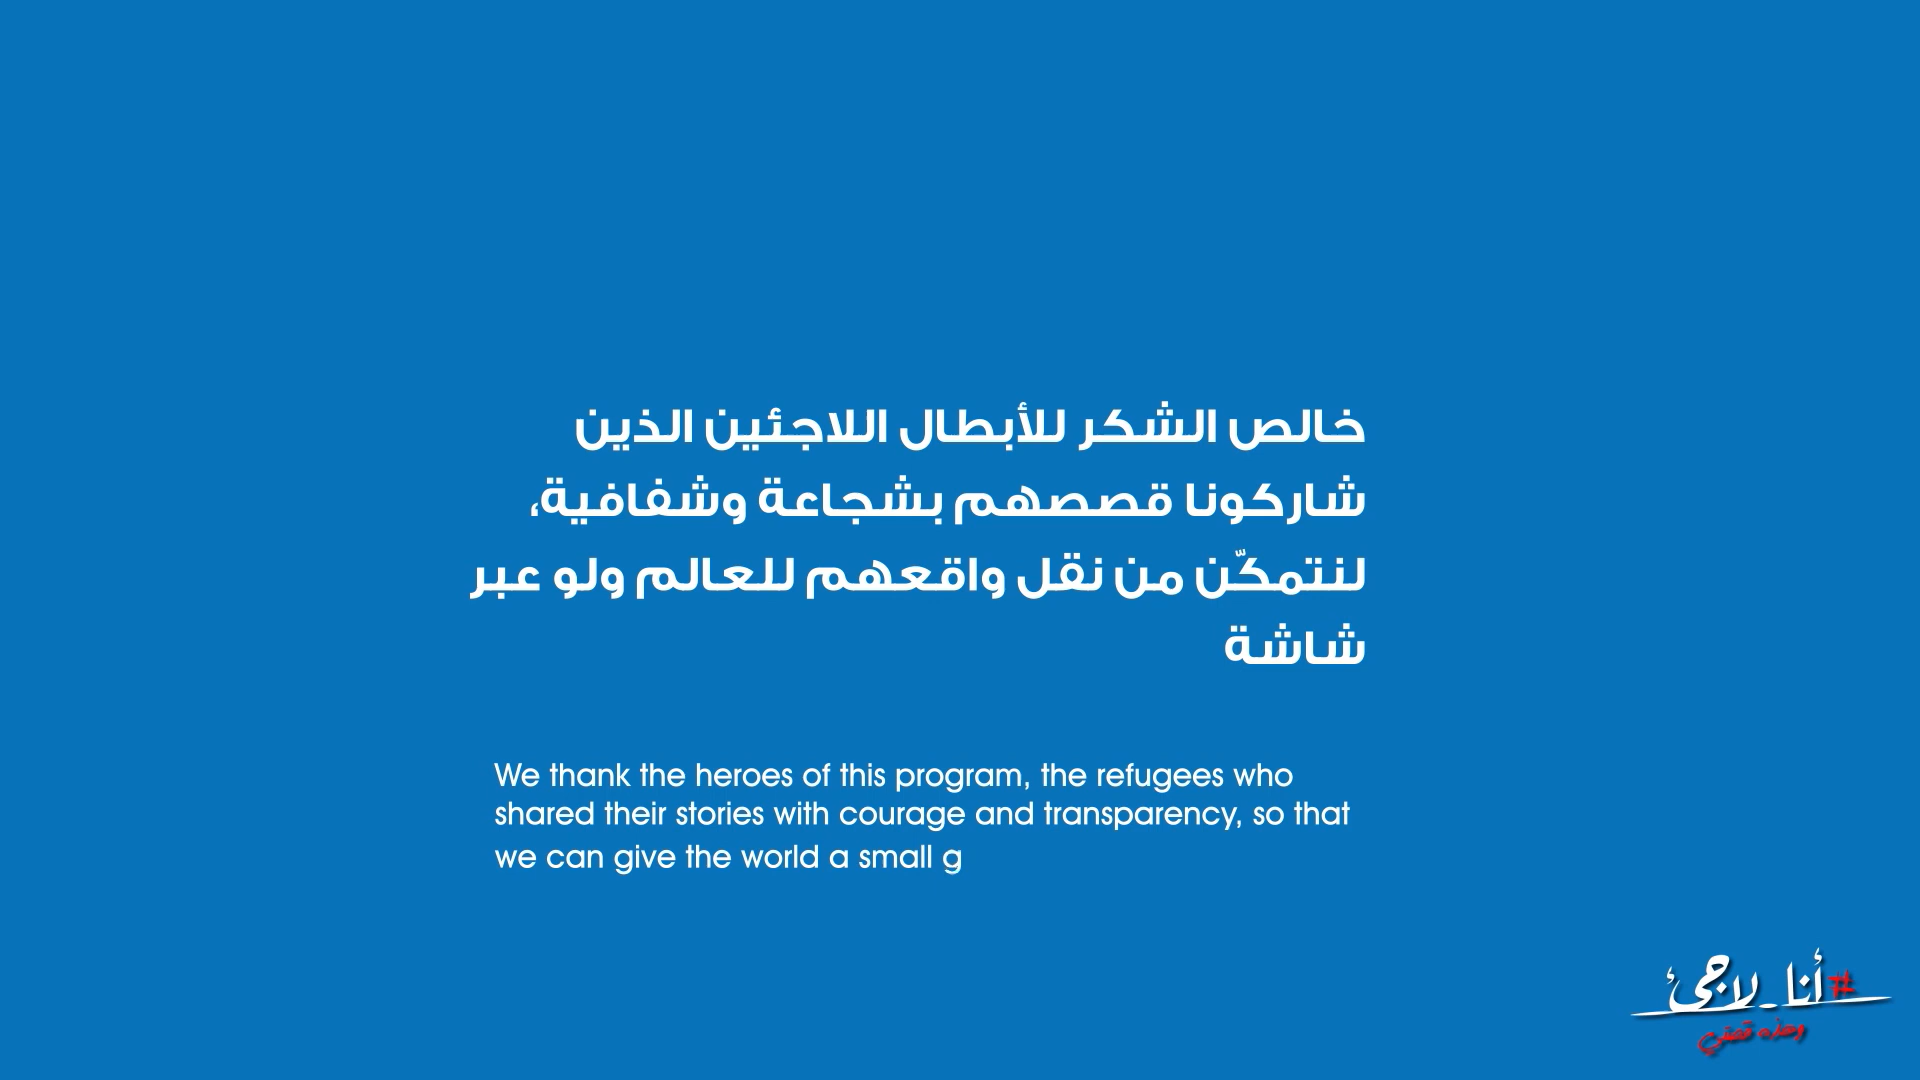 خالص الشكر للأبطال اللاجئين الذين
شاركونا قصصهم بشجاعة وشفافية،
لنتمكّن من نقل واقعهم للعالم ولو عبر
شاشة
We thank the heroes of this program, the refugees who
shared their stories with courage and transparency, so that
we can give the world a small g
#أنا_لاجئ
وهذه قصتي